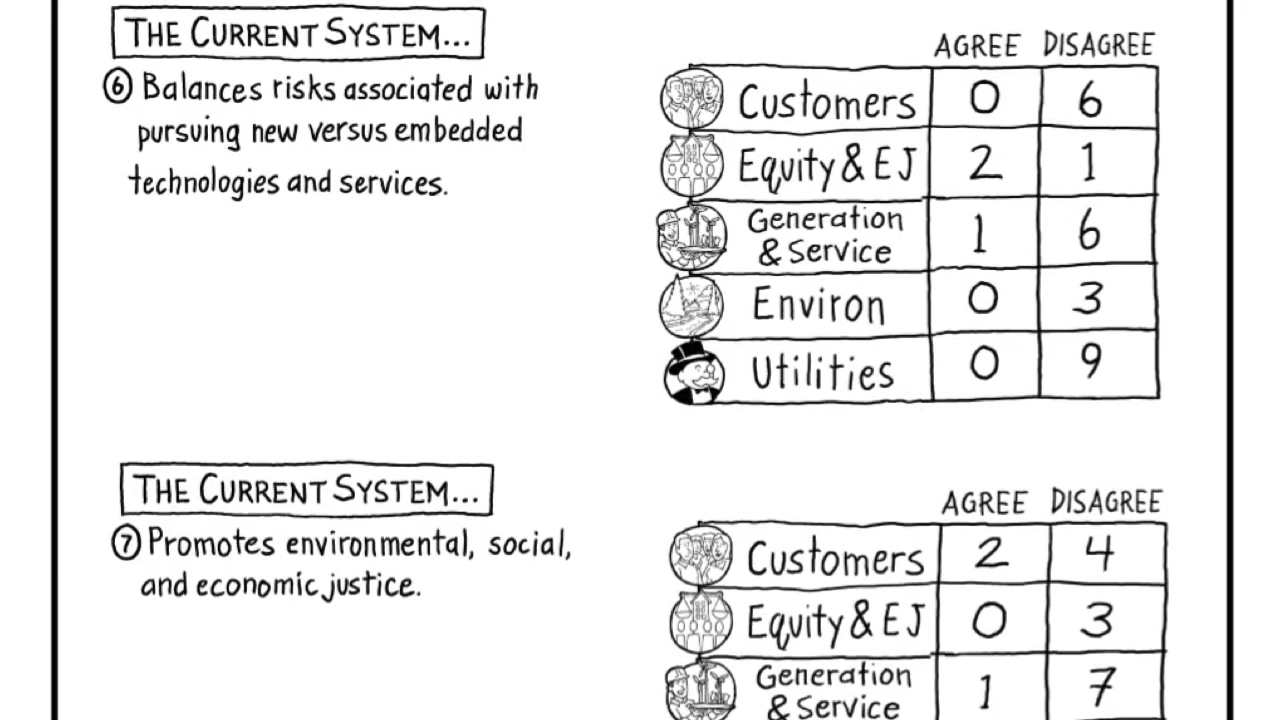 THE CURRENT SYSTEM...
⑥ Balances risks associated with
pursuing new versus embedded
technologies and services.
AGREE DISAGREE
Customers 0 6
Equity & EJ 2 1
Generation
& Service 1 6
Environ 0 3
Utilities 0 9
THE CURRENT SYSTEM...
⑦ Promotes environmental, social,
and economic justice.
AGREE DISAGREE
Customers 2 4
Equity & EJ 0 3
Generation
& Service 1 7